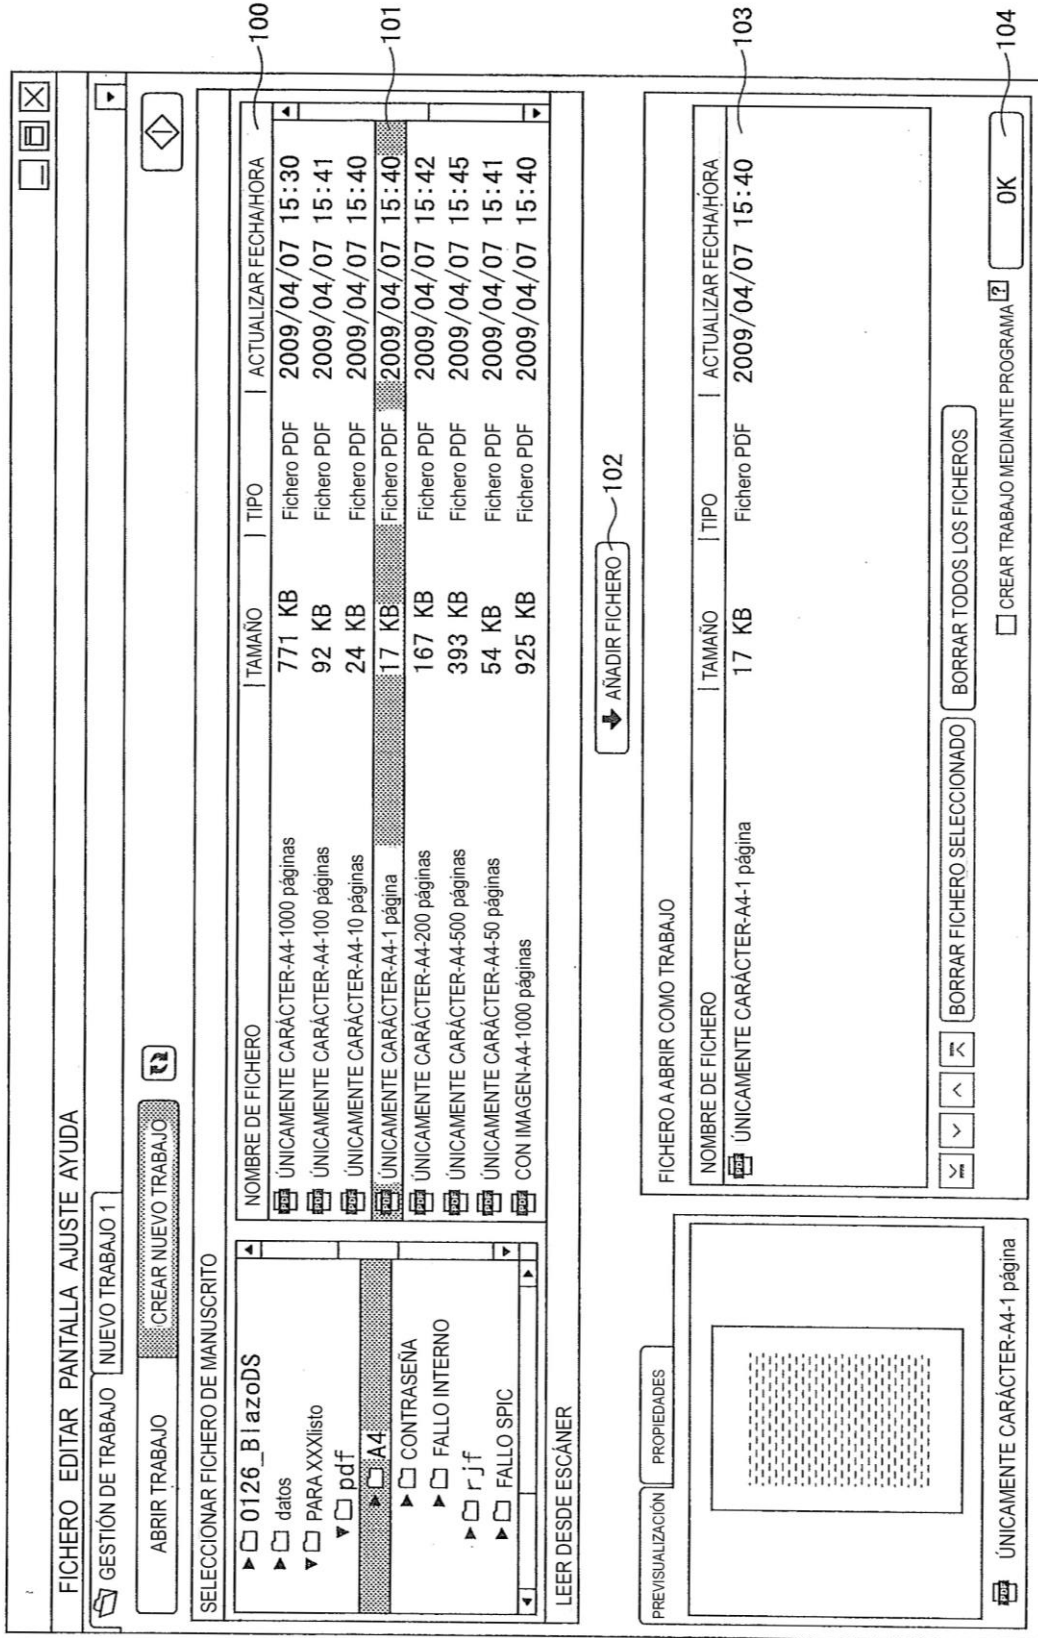 FICHERO EDITAR PANTALLA AJUSTE AYUDA
GESTIÓN DE TRABAJO NUEVO TRABAJO 1
ABRIR TRABAJO CREAR NUEVO TRABAJO
SELECCIONAR FICHERO DE MANUSCRITO
0126_BlazoDS
datos
PARA XXXlisto
pdf
A4
CONTRASEÑA
FALLO INTERNO
rjf
FALLO SPIC
LEER DESDE ESCÁNER
NOMBRE DE FICHERO TAMAÑO TIPO ACTUALIZAR FECHA/HORA 100
PDF ÚNICAMENTE CARÁCTER-A4-1000 páginas 771 KB Fichero PDF 2009/04/07 15:30
PDF ÚNICAMENTE CARÁCTER-A4-100 páginas 92 KB Fichero PDF 2009/04/07 15:41
PDF ÚNICAMENTE CARÁCTER-A4-10 páginas 24 KB Fichero PDF 2009/04/07 15:40
PDF ÚNICAMENTE CARÁCTER-A4-1 página 17 KB Fichero PDF 2009/04/07 15:40 101
PDF ÚNICAMENTE CARÁCTER-A4-200 páginas 167 KB Fichero PDF 2009/04/07 15:42
PDF ÚNICAMENTE CARÁCTER-A4-500 páginas 393 KB Fichero PDF 2009/04/07 15:45
PDF ÚNICAMENTE CARÁCTER-A4-50 páginas 54 KB Fichero PDF 2009/04/07 15:41
PDF CON IMAGEN-A4-1000 páginas 925 KB Fichero PDF 2009/04/07 15:40
AÑADIR FICHERO 102
PREVISUALIZACIÓN PROPIEDADES
PDF ÚNICAMENTE CARÁCTER-A4-1 página
FICHERO A ABRIR COMO TRABAJO
NOMBRE DE FICHERO TAMAÑO TIPO ACTUALIZAR FECHA/HORA 103
PDF ÚNICAMENTE CARÁCTER-A4-1 página 17 KB Fichero PDF 2009/04/07 15:40
BORRAR FICHERO SELECCIONADO BORRAR TODOS LOS FICHEROS
CREAR TRABAJO MEDIANTE PROGRAMA ? OK 104